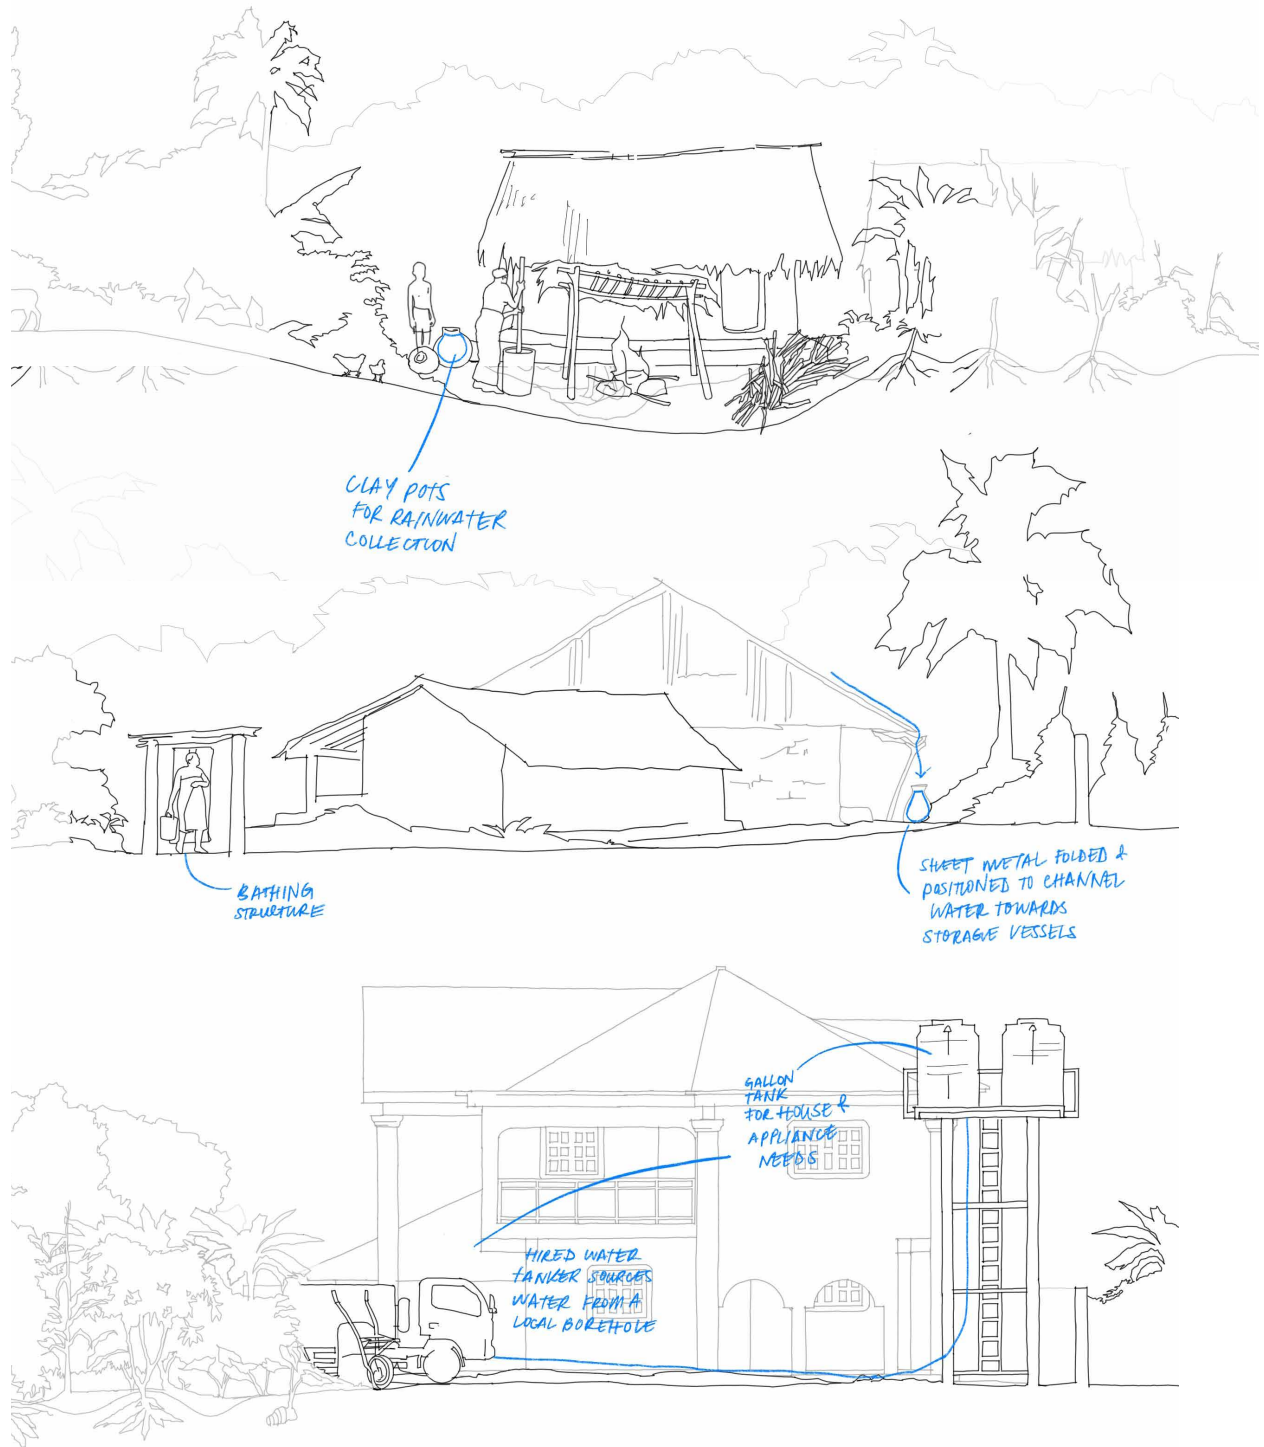 CLAY POTS
FOR RAINWATER
COLLECTION
BATHING
STRUCTURE
SHEET METAL FOLDED &
POSITIONED TO CHANNEL
WATER TOWARDS
STORAGE VESSELS
GALLON
TANK
FOR HOUSE &
APPLIANCE
NEEDS
HIRED WATER
TANKER SOURCES
WATER FROM A
LOCAL BOREHOLE